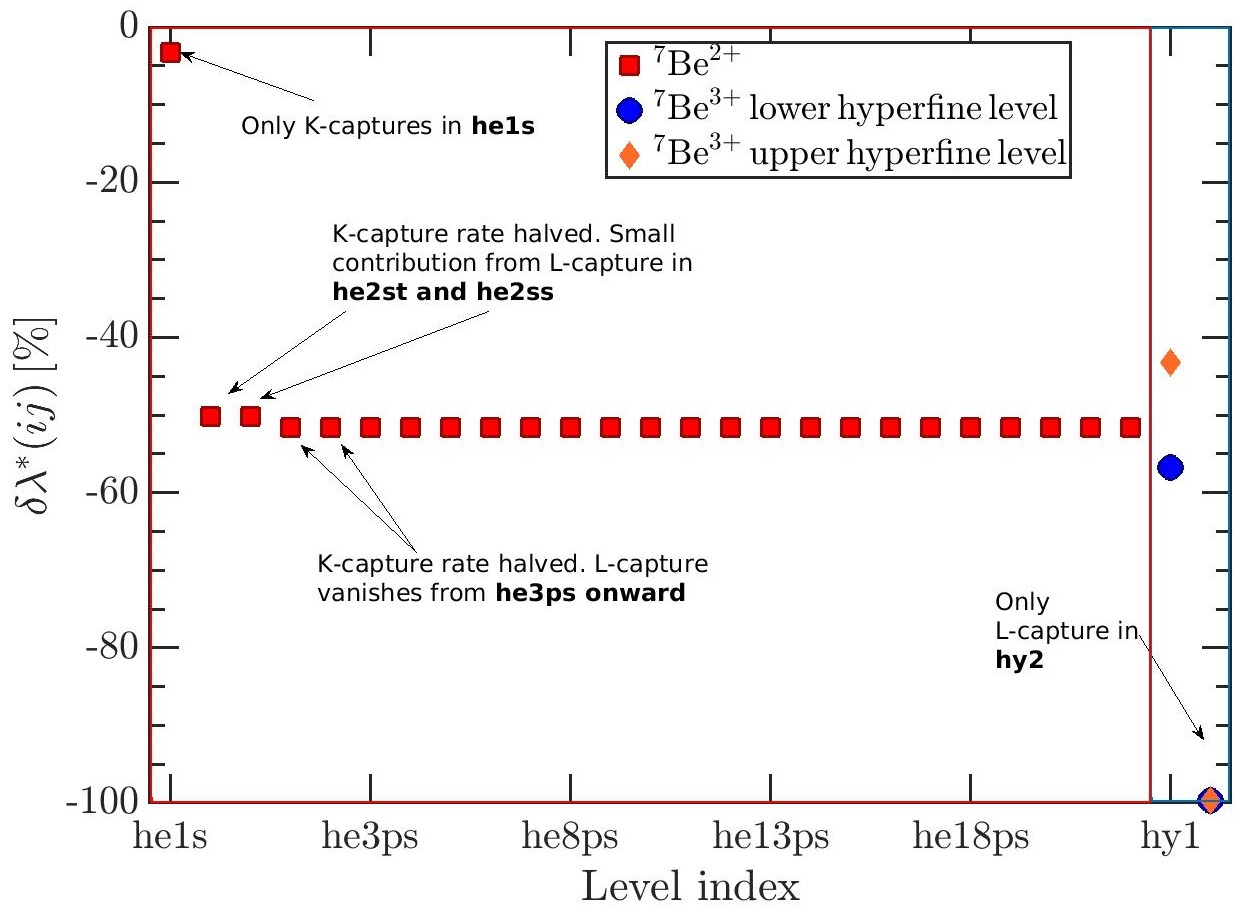 0
-20
-40
-60
-80
-100
δλ*(ij) [%]
⁷Be²⁺
⁷Be³⁺ lower hyperfine level
⁷Be³⁺ upper hyperfine level
Only K-captures in he1s
K-capture rate halved. Small
contribution from L-capture in
he2st and he2ss
K-capture rate halved. L-capture
vanishes from he3ps onward
Only
L-capture in
hy2
he1s he3ps he8ps he13ps he18ps hy1
Level index